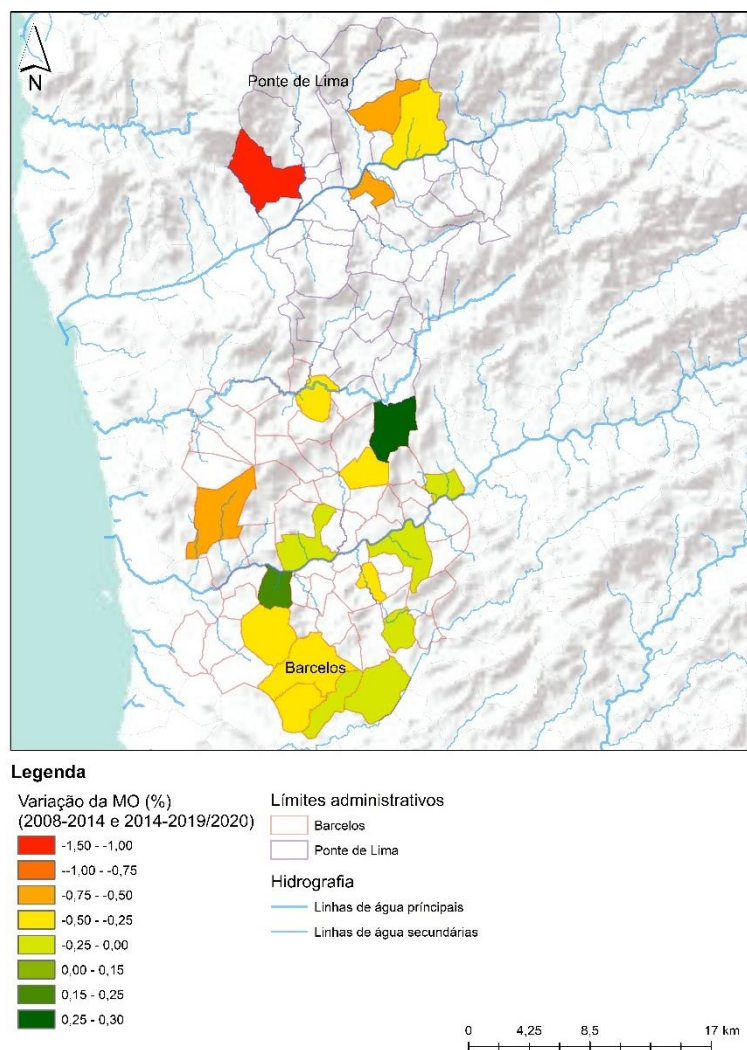 N
Ponte de Lima
Barcelos
Legenda
Variação da MO (%)
(2008-2014 e 2014-2019/2020)
-1,50 - -1,00
--1,00 - -0,75
-0,75 - -0,50
-0,50 - -0,25
-0,25 - 0,00
0,00 - 0,15
0,15 - 0,25
0,25 - 0,30
Límites administrativos
Barcelos
Ponte de Lima
Hidrografia
Linhas de água príncipais
Linhas de água secundárias
0 4,25 8,5 17 km